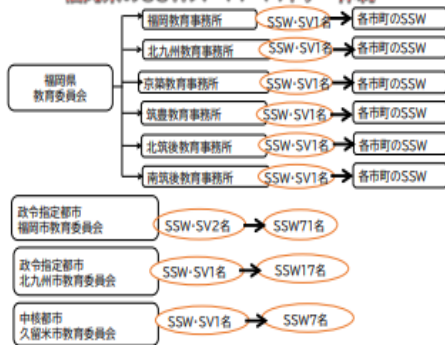 福岡教育事務所 SSW・SV1名 各市町のSSW
北九州教育事務所 SSW・SV1名 各市町のSSW
福岡県
教育委員会
京築教育事務所 SSW・SV1名 各市町のSSW
筑豊教育事務所 SSW・SV1名 各市町のSSW
北筑後教育事務所 SSW・SV1名 各市町のSSW
南筑後教育事務所 SSW・SV1名 各市町のSSW
政令指定都市
福岡市教育委員会 SSW・SV2名 SSW71名
政令指定都市
北九州市教育委員会 SSW・SV1名 SSW17名
中核都市
久留米市教育委員会 SSW・SV1名 SSW7名